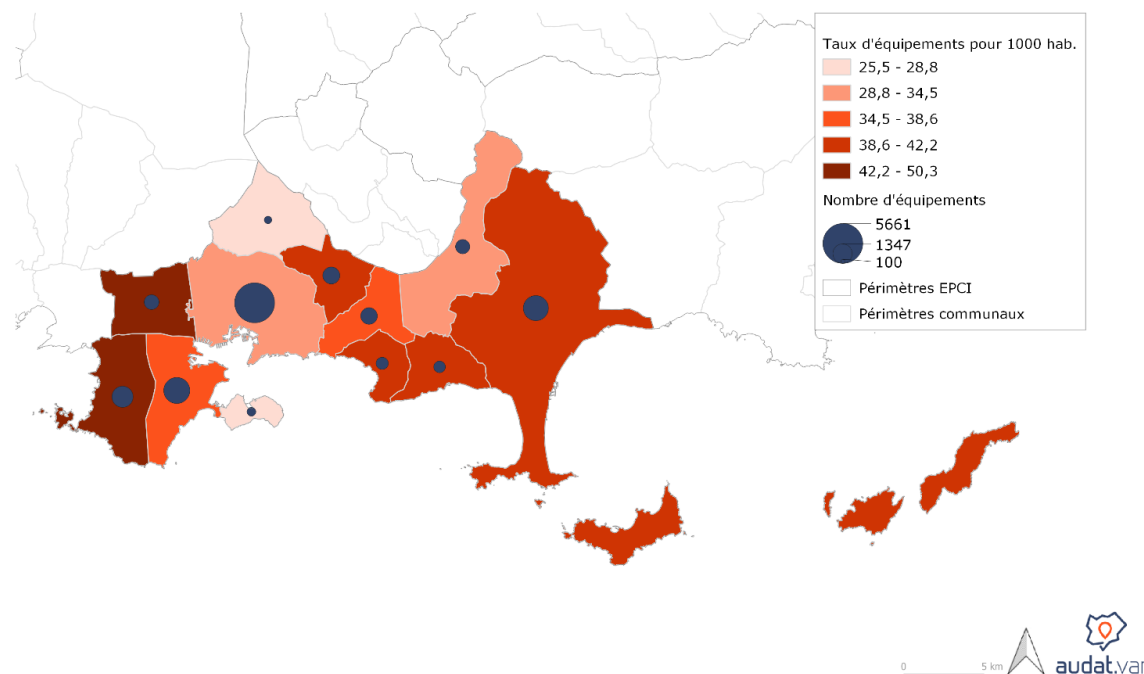 Taux d'équipements pour 1000 hab.
25,5 - 28,8
28,8 - 34,5
34,5 - 38,6
38,6 - 42,2
42,2 - 50,3
Nombre d'équipements
5661
1347
100
Périmètres EPCI
Périmètres communaux
0 5 km
audat.var